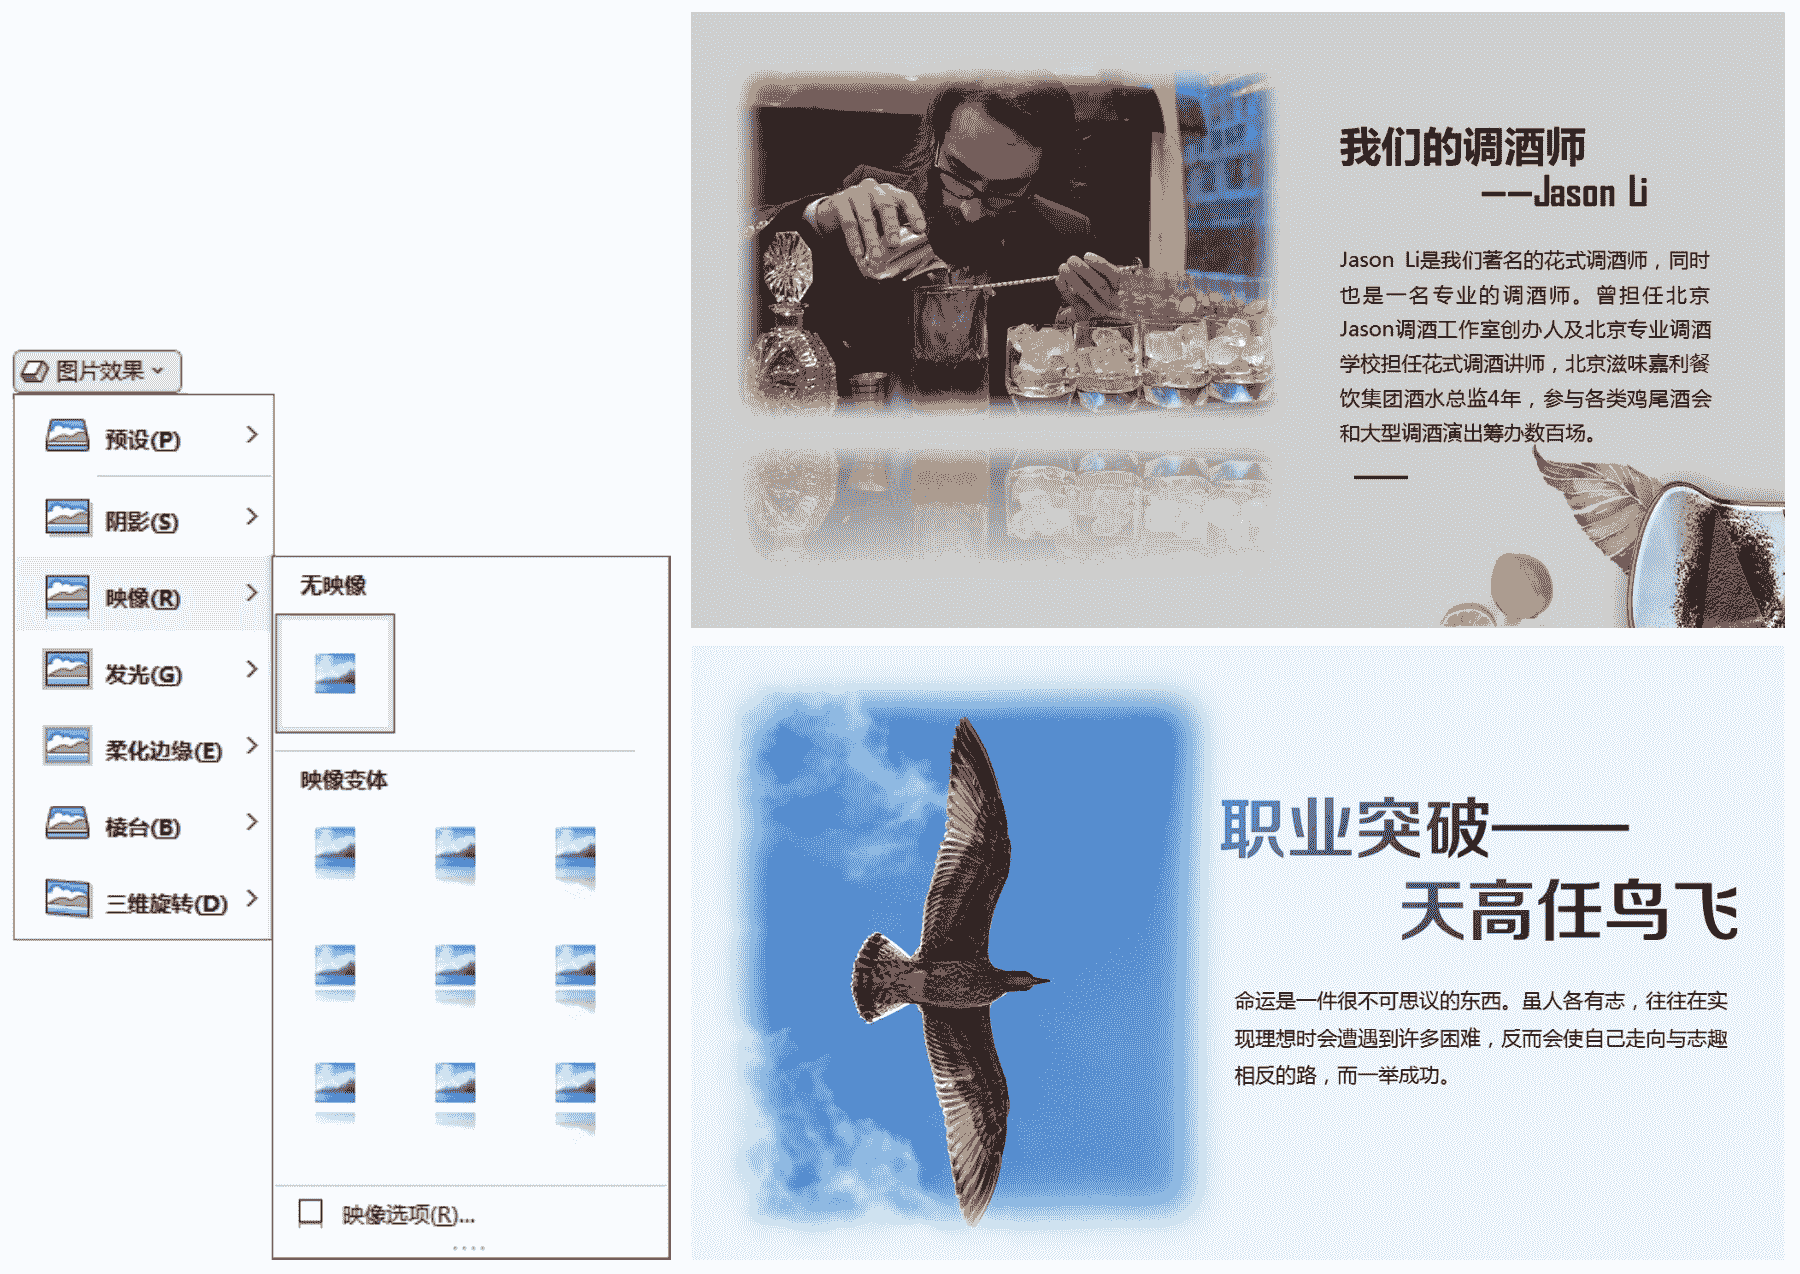 图片效果
预设(P)
阴影(S)
映像(R)
发光(G)
柔化边缘(E)
棱台(B)
三维旋转(D)
无映像
映像变体
映像选项(R)...
我们的调酒师
——Jason Li
Jason Li是我们著名的花式调酒师，同时
也是一名专业的调酒师。曾担任北京
Jason调酒工作室创办人及北京专业调酒
学校担任花式调酒讲师，北京滋味嘉利餐
饮集团酒水总监4年，参与各类鸡尾酒会
和大型调酒演出筹办数百场。
职业突破——
天高任鸟飞
命运是一件很不可思议的东西。虽人各有志，往往在实
现理想时会遭遇到许多困难，反而会使自己走向与志趣
相反的路，而一举成功。